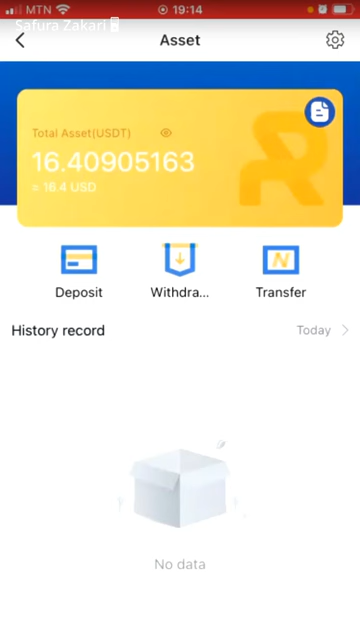 MTN 19:14
Safura Zakari
Asset
Total Asset(USDT)
16.40905163
≈ 16.4 USD
Deposit Withdra... Transfer
History record Today
No data